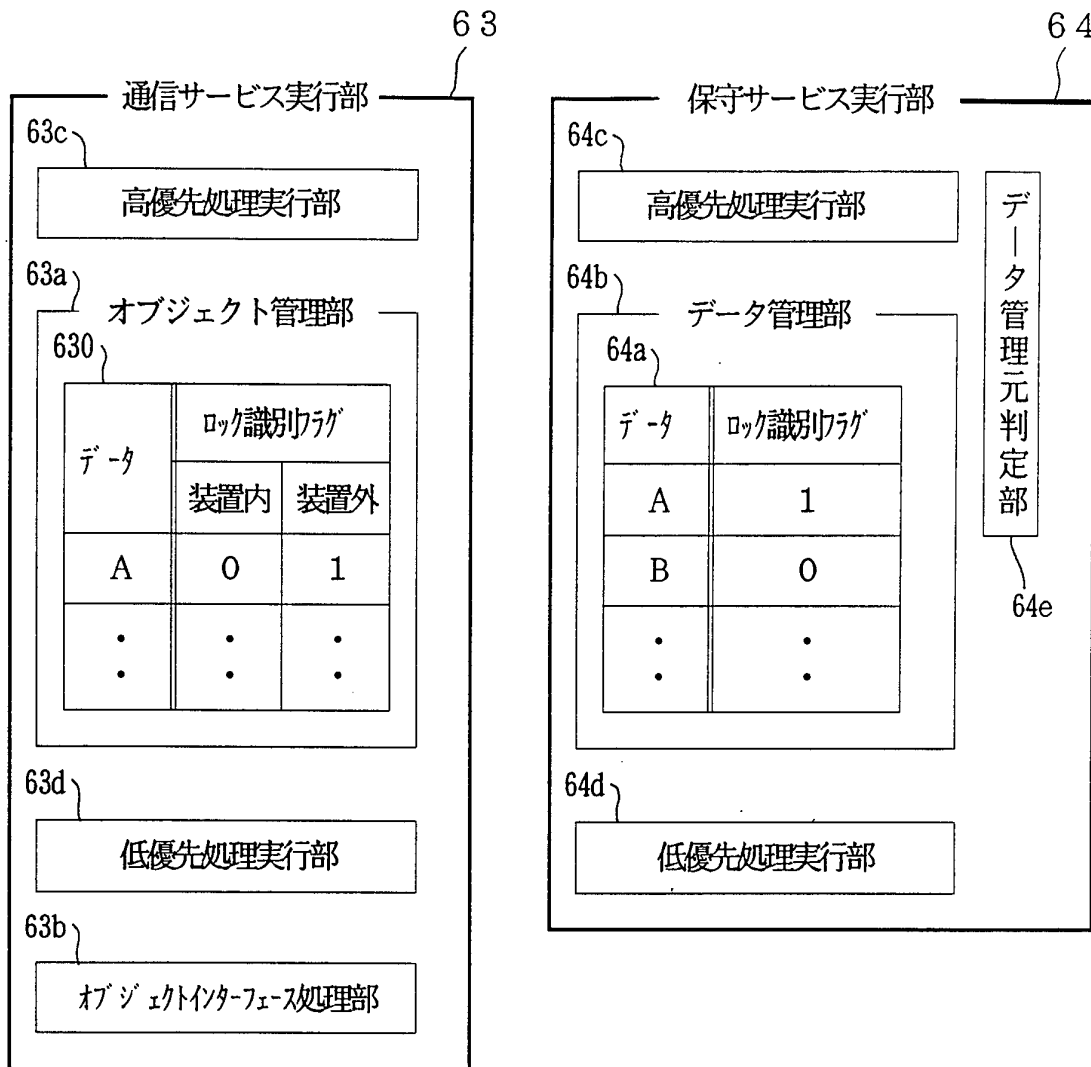 63
通信サービス実行部
63c
高優先処理実行部
63a
オブジェクト管理部
630
データ
ロック識別フラグ
装置内 装置外
A 0 1
63d
低優先処理実行部
63b
オブジェクトインターフェース処理部
64
保守サービス実行部
64c
高優先処理実行部
64b
データ管理部
64a
データ ロック識別フラグ
A 1
B 0
64d
低優先処理実行部
データ管理元判定部
64e